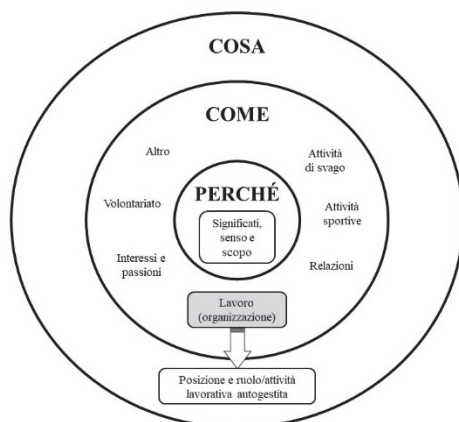 COSA
COME
Altro
Attività
di svago
PERCHÉ
Volontariato
Significati,
senso e
scopo
Attività
sportive
Interessi e
passioni
Relazioni
Lavoro
(organizzazione)
Posizione e ruolo/attività
lavorativa autogestita